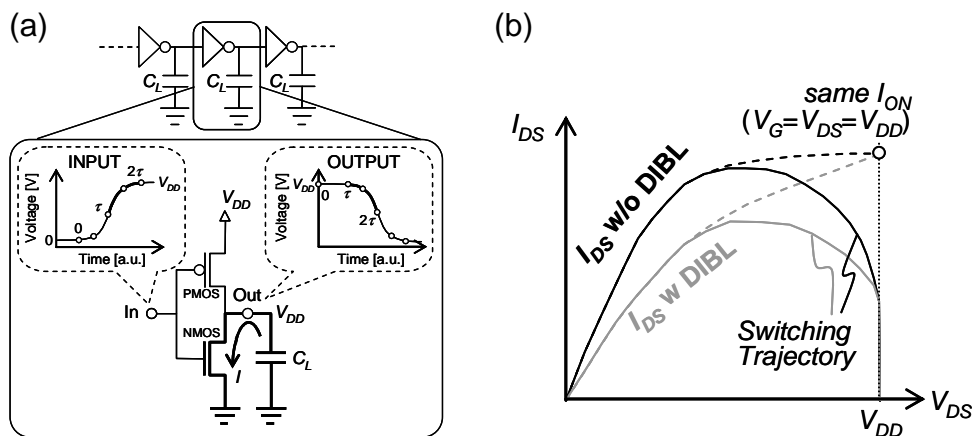 (a)
C_L
C_L
C_L
INPUT
Voltage [V]
0
0
τ
2τ
V_DD
Time [a.u.]
OUTPUT
Voltage [V]
V_DD
0
τ
2τ
Time [a.u.]
V_DD
PMOS
In
Out
V_DD
NMOS
I
C_L
(b)
same I_ON
(V_G=V_DS=V_DD)
I_DS
I_DS w/o DIBL
I_DS w DIBL
Switching
Trajectory
V_DD
V_DS